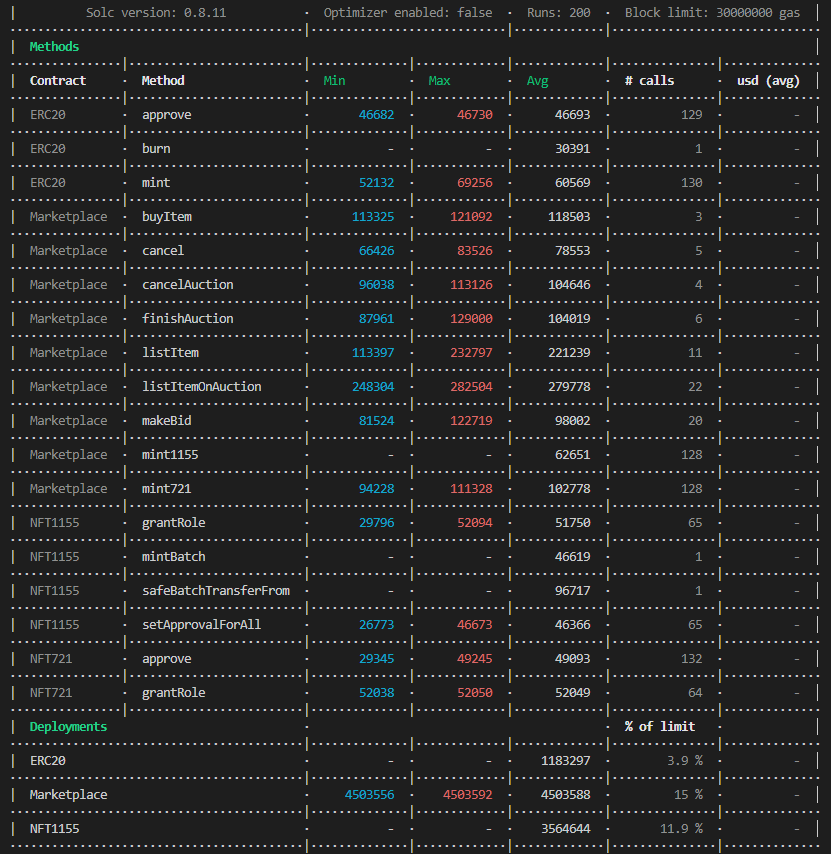 Solc version: 0.8.11 · Optimizer enabled: false · Runs: 200 · Block limit: 30000000 gas
Methods
Contract · Method · Min · Max · Avg · # calls · usd (avg)
ERC20 · approve · 46682 · 46730 · 46693 · 129 · -
ERC20 · burn · - · - · 30391 · 1 · -
ERC20 · mint · 52132 · 69256 · 60569 · 130 · -
Marketplace · buyItem · 113325 · 121092 · 118503 · 3 · -
Marketplace · cancel · 66426 · 83526 · 78553 · 5 · -
Marketplace · cancelAuction · 96038 · 113126 · 104646 · 4 · -
Marketplace · finishAuction · 87961 · 129000 · 104019 · 6 · -
Marketplace · listItem · 113397 · 232797 · 221239 · 11 · -
Marketplace · listItemOnAuction · 248304 · 282504 · 279778 · 22 · -
Marketplace · makeBid · 81524 · 122719 · 98002 · 20 · -
Marketplace · mint1155 · - · - · 62651 · 128 · -
Marketplace · mint721 · 94228 · 111328 · 102778 · 128 · -
NFT1155 · grantRole · 29796 · 52094 · 51750 · 65 · -
NFT1155 · mintBatch · - · - · 46619 · 1 · -
NFT1155 · safeBatchTransferFrom · - · - · 96717 · 1 · -
NFT1155 · setApprovalForAll · 26773 · 46673 · 46366 · 65 · -
NFT721 · approve · 29345 · 49245 · 49093 · 132 · -
NFT721 · grantRole · 52038 · 52050 · 52049 · 64 · -
Deployments · · % of limit ·
ERC20 · - · - · 1183297 · 3.9 % · -
Marketplace · 4503556 · 4503592 · 4503588 · 15 % · -
NFT1155 · - · - · 3564644 · 11.9 % · -